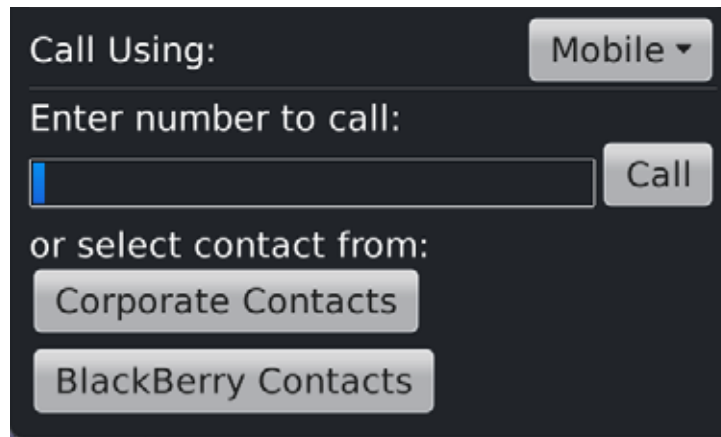 Call Using: Mobile
Enter number to call:
Call
or select contact from:
Corporate Contacts
BlackBerry Contacts